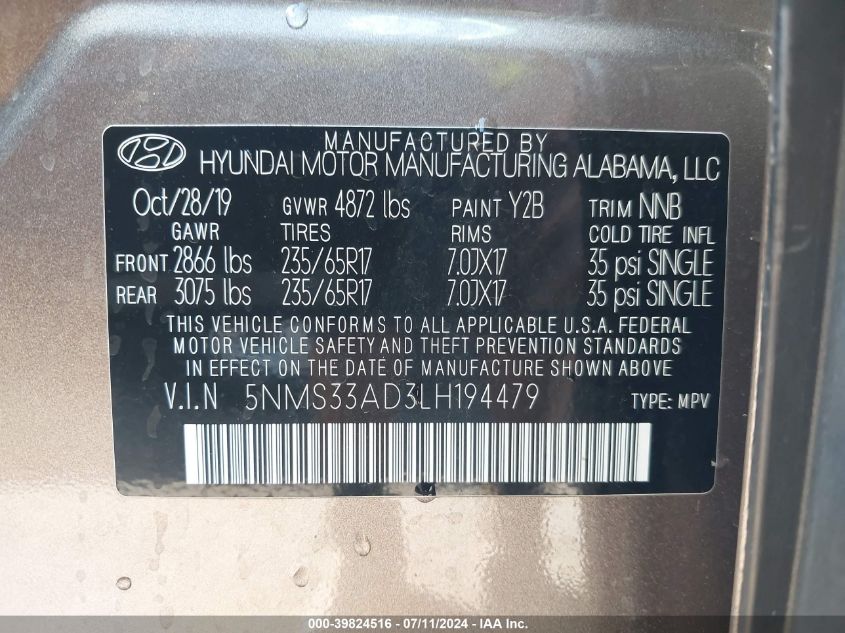 MANUFACTURED BY
HYUNDAI MOTOR MANUFACTURING ALABAMA, LLC
Oct/28/19 GVWR 4872 lbs PAINT Y2B TRIM NNB
GAWR TIRES RIMS COLD TIRE INFL
FRONT 2866 lbs 235/65R17 7.0JX17 35 psi SINGLE
REAR 3075 lbs 235/65R17 7.0JX17 35 psi SINGLE
THIS VEHICLE CONFORMS TO ALL APPLICABLE U.S.A. FEDERAL
MOTOR VEHICLE SAFETY AND THEFT PREVENTION STANDARDS
IN EFFECT ON THE DATE OF MANUFACTURE SHOWN ABOVE
V.I.N 5NMS33AD3LH194479 TYPE: MPV
000-39824516 - 07/11/2024 - IAA Inc.